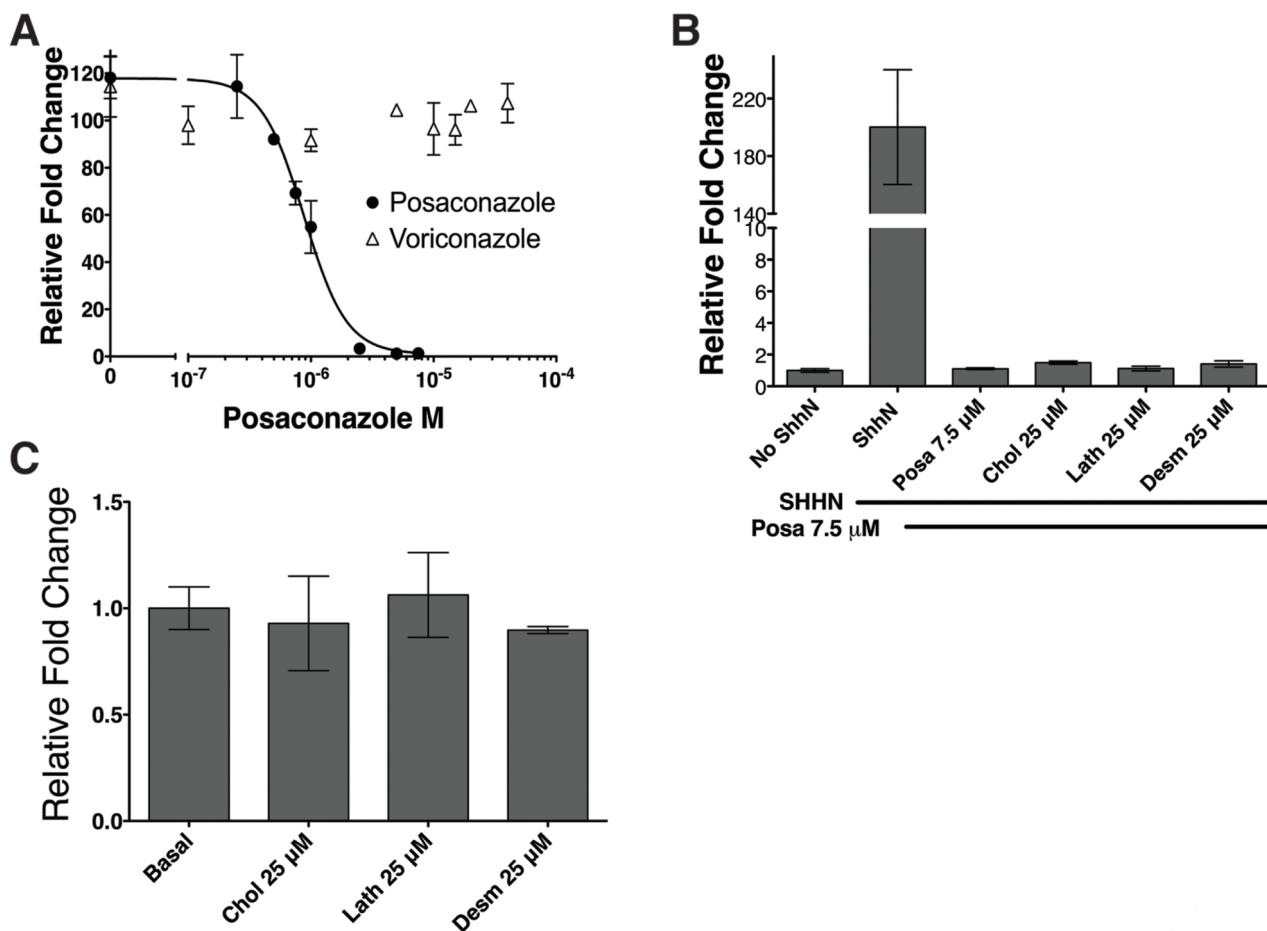 A
Relative Fold Change
120
100
80
60
40
20
0
0
10-7
10-6
10-5
10-4
Posaconazole M
Posaconazole
Voriconazole
B
Relative Fold Change
220
180
140
10
8
6
4
2
0
No ShhN
ShhN
Posa 7.5 µM
Chol 25 µM
Lath 25 µM
Desm 25 µM
SHHN
Posa 7.5 µM
C
Relative Fold Change
1.5
1.0
0.5
0.0
Basal
Chol 25 µM
Lath 25 µM
Desm 25 µM